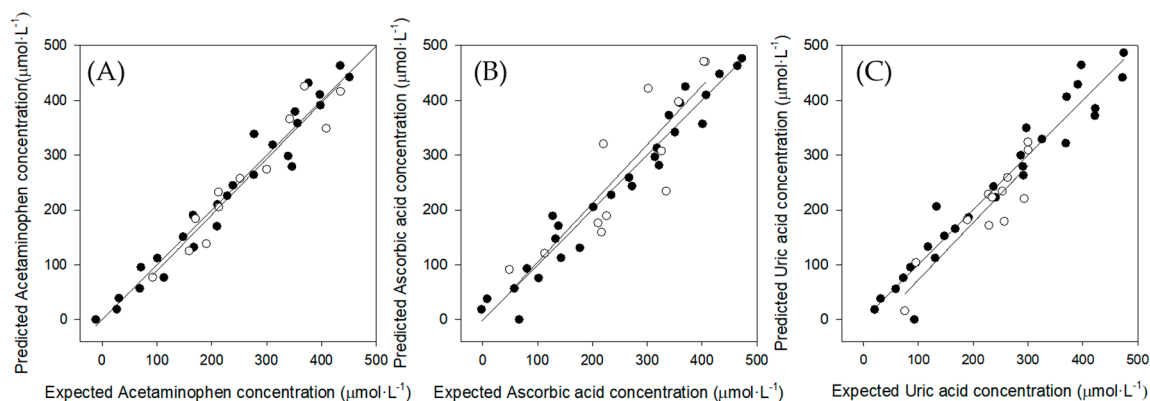 (A)
Predicted Acetaminophen concentration(μmol·L⁻¹)
500
400
300
200
100
0
0 100 200 300 400 500
Expected Acetaminophen concentration (μmol·L⁻¹)
(B)
Predicted Ascorbic acid concentration (μmol·L⁻¹)
500
400
300
200
100
0
0 100 200 300 400 500
Expected Ascorbic acid concentration (μmol·L⁻¹)
(C)
Predicted Uric acid concentration (μmol·L⁻¹)
500
400
300
200
100
0
0 100 200 300 400 500
Expected Uric acid concentration (μmol·L⁻¹)